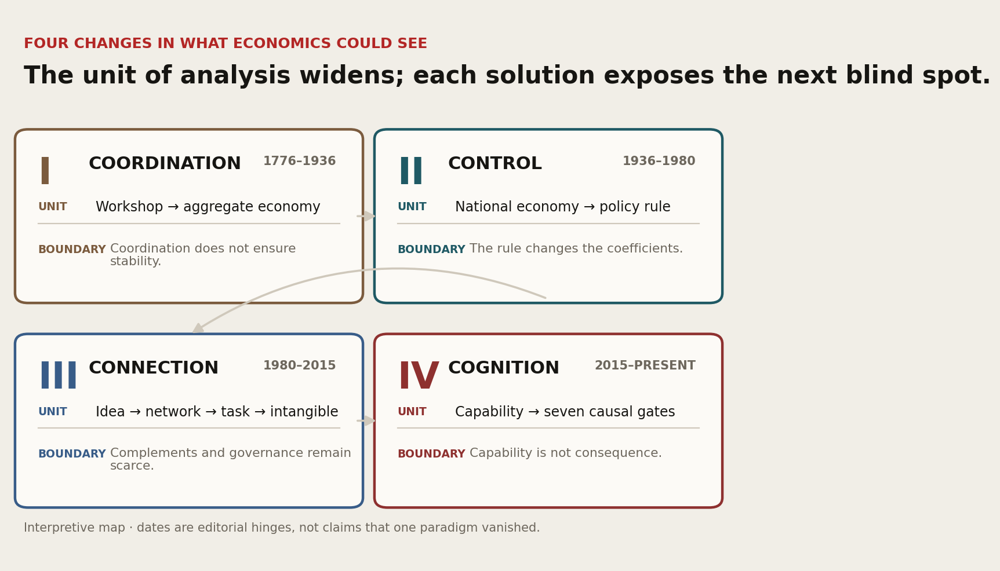 FOUR CHANGES IN WHAT ECONOMICS COULD SEE
The unit of analysis widens; each solution exposes the next blind spot.
I COORDINATION 1776–1936
UNIT Workshop → aggregate economy
BOUNDARY Coordination does not ensure
stability.
II CONTROL 1936–1980
UNIT National economy → policy rule
BOUNDARY The rule changes the coefficients.
III CONNECTION 1980–2015
UNIT Idea → network → task → intangible
BOUNDARY Complements and governance remain
scarce.
IV COGNITION 2015–PRESENT
UNIT Capability → seven causal gates
BOUNDARY Capability is not consequence.
Interpretive map · dates are editorial hinges, not claims that one paradigm vanished.